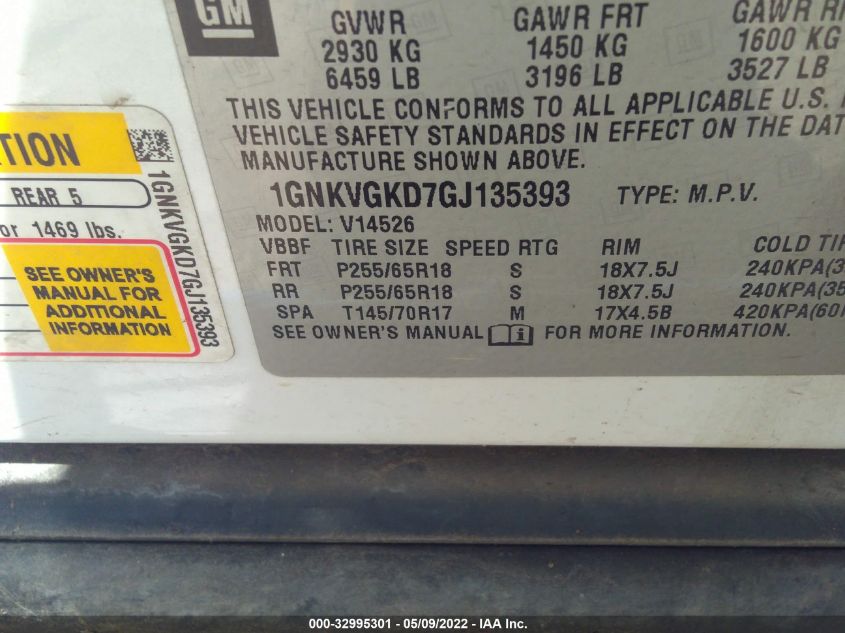 GM
GVWR GAWR FRT GAWR
2930 KG 1450 KG 1600 KG
6459 LB 3196 LB 3527 LB
THIS VEHICLE CONFORMS TO ALL APPLICABLE U.S.
VEHICLE SAFETY STANDARDS IN EFFECT ON THE
MANUFACTURE SHOWN ABOVE.
1GNKVGKD7GJ135393 TYPE: M.P.V.
MODEL: V14526
VBBF TIRE SIZE SPEED RTG RIM COLD
FRT P255/65R18 S 18X7.5J 240KPA(3
RR P255/65R18 S 18X7.5J 240KPA(35
SPA T145/70R17 M 17X4.5B 420KPA(60
SEE OWNER'S MANUAL i FOR MORE INFORMATION.
TION
REAR 5
or 1469 lbs.
SEE OWNER'S
MANUAL FOR
ADDITIONAL
INFORMATION
1GNKVGKD7GJ135393
000-32995301 - 05/09/2022 - IAA Inc.